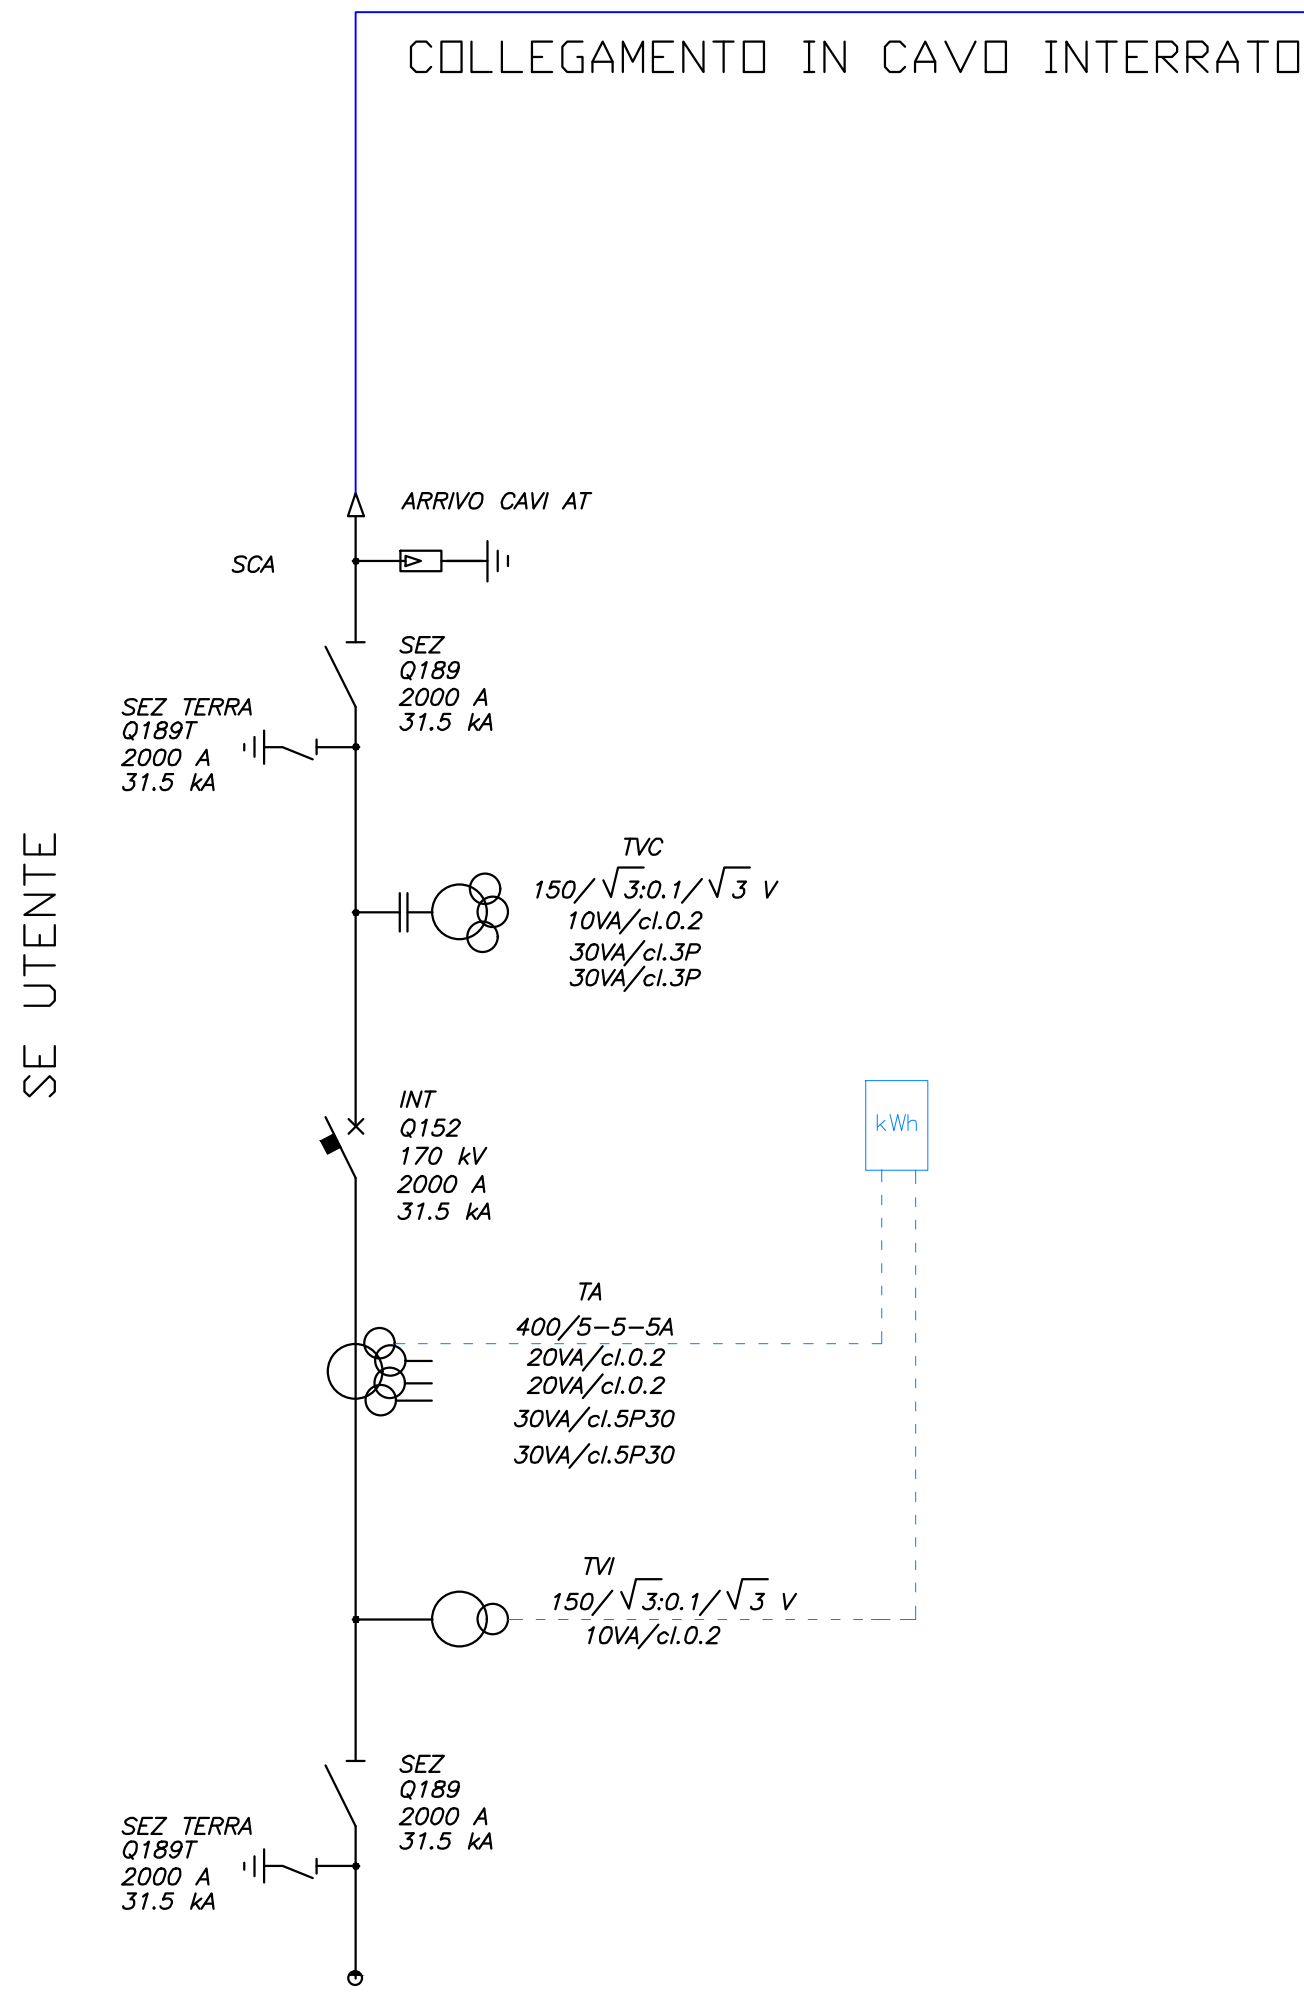 COLLEGAMENTO IN CAVO INTERRATO
ARRIVO CAVI AT
SCA
SEZ
Q189
2000 A
31.5 kA
SEZ TERRA
Q189T
2000 A
31.5 kA
SE UTENTE
TVC
150/√3:0.1/√3 V
10VA/cl.0.2
30VA/cl.3P
30VA/cl.3P
INT
Q152
170 kV
2000 A
31.5 kA
kWh
TA
400/5-5-5A
20VA/cl.0.2
20VA/cl.0.2
30VA/cl.5P30
30VA/cl.5P30
TVI
150/√3:0.1/√3 V
10VA/cl.0.2
SEZ
Q189
2000 A
31.5 kA
SEZ TERRA
Q189T
2000 A
31.5 kA